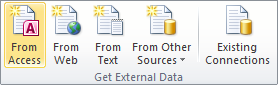 From Access
From Web
From Text
From Other Sources
Existing Connections
Get External Data